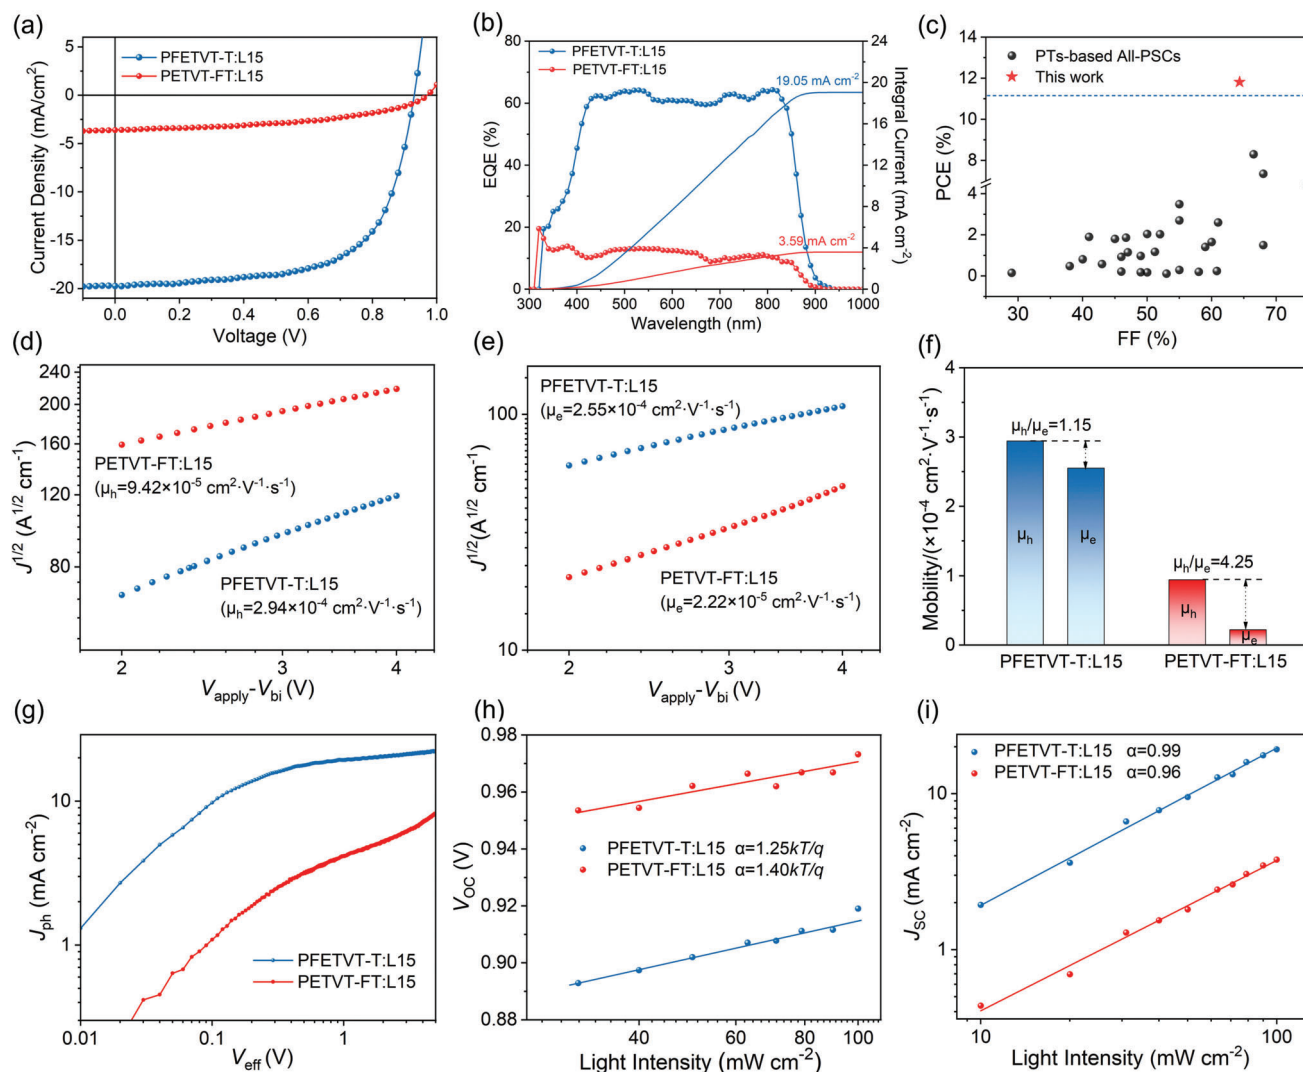 (a)
PFETVT-T:L15
PETVT-FT:L15
Current Density (mA/cm²)
5
0
-5
-10
-15
-20
0.0 0.2 0.4 0.6 0.8 1.0
Voltage (V)
(b)
PFETVT-T:L15
PETVT-FT:L15
19.05 mA cm⁻²
3.59 mA cm⁻²
EQE (%)
80
60
40
20
0
Integral Current (mA cm⁻²)
24
20
16
12
8
4
0
300 400 500 600 700 800 900 1000
Wavelength (nm)
(c)
PTs-based All-PSCs
This work
PCE (%)
14
12
10
8
4
2
0
30 40 50 60 70
FF (%)
(d)
J^1/2 (A^1/2 cm⁻¹)
240
200
160
120
80
PETVT-FT:L15
(μh=9.42×10⁻⁵ cm²·V⁻¹·s⁻¹)
PFETVT-T:L15
(μh=2.94×10⁻⁴ cm²·V⁻¹·s⁻¹)
2 3 4
Vapply-Vbi (V)
(e)
J^1/2(A^1/2 cm⁻¹)
100
10
PFETVT-T:L15
(μe=2.55×10⁻⁴ cm²·V⁻¹·s⁻¹)
PETVT-FT:L15
(μe=2.22×10⁻⁵ cm²·V⁻¹·s⁻¹)
2 3 4
Vapply-Vbi (V)
(f)
Mobility/(×10⁻⁴ cm²·V⁻¹·s⁻¹)
4
3
2
1
0
μh/μe=1.15
μh
μe
μh/μe=4.25
μh
μe
PFETVT-T:L15 PETVT-FT:L15
(g)
Jph (mA cm⁻²)
10
1
PFETVT-T:L15
PETVT-FT:L15
0.01 0.1 1
Veff (V)
(h)
VOC (V)
0.98
0.96
0.94
0.92
0.90
0.88
PFETVT-T:L15 α=1.25kT/q
PETVT-FT:L15 α=1.40kT/q
40 60 80 100
Light Intensity (mW cm⁻²)
(i)
PFETVT-T:L15 α=0.99
PETVT-FT:L15 α=0.96
JSC (mA cm⁻²)
10
1
10 100
Light Intensity (mW cm⁻²)